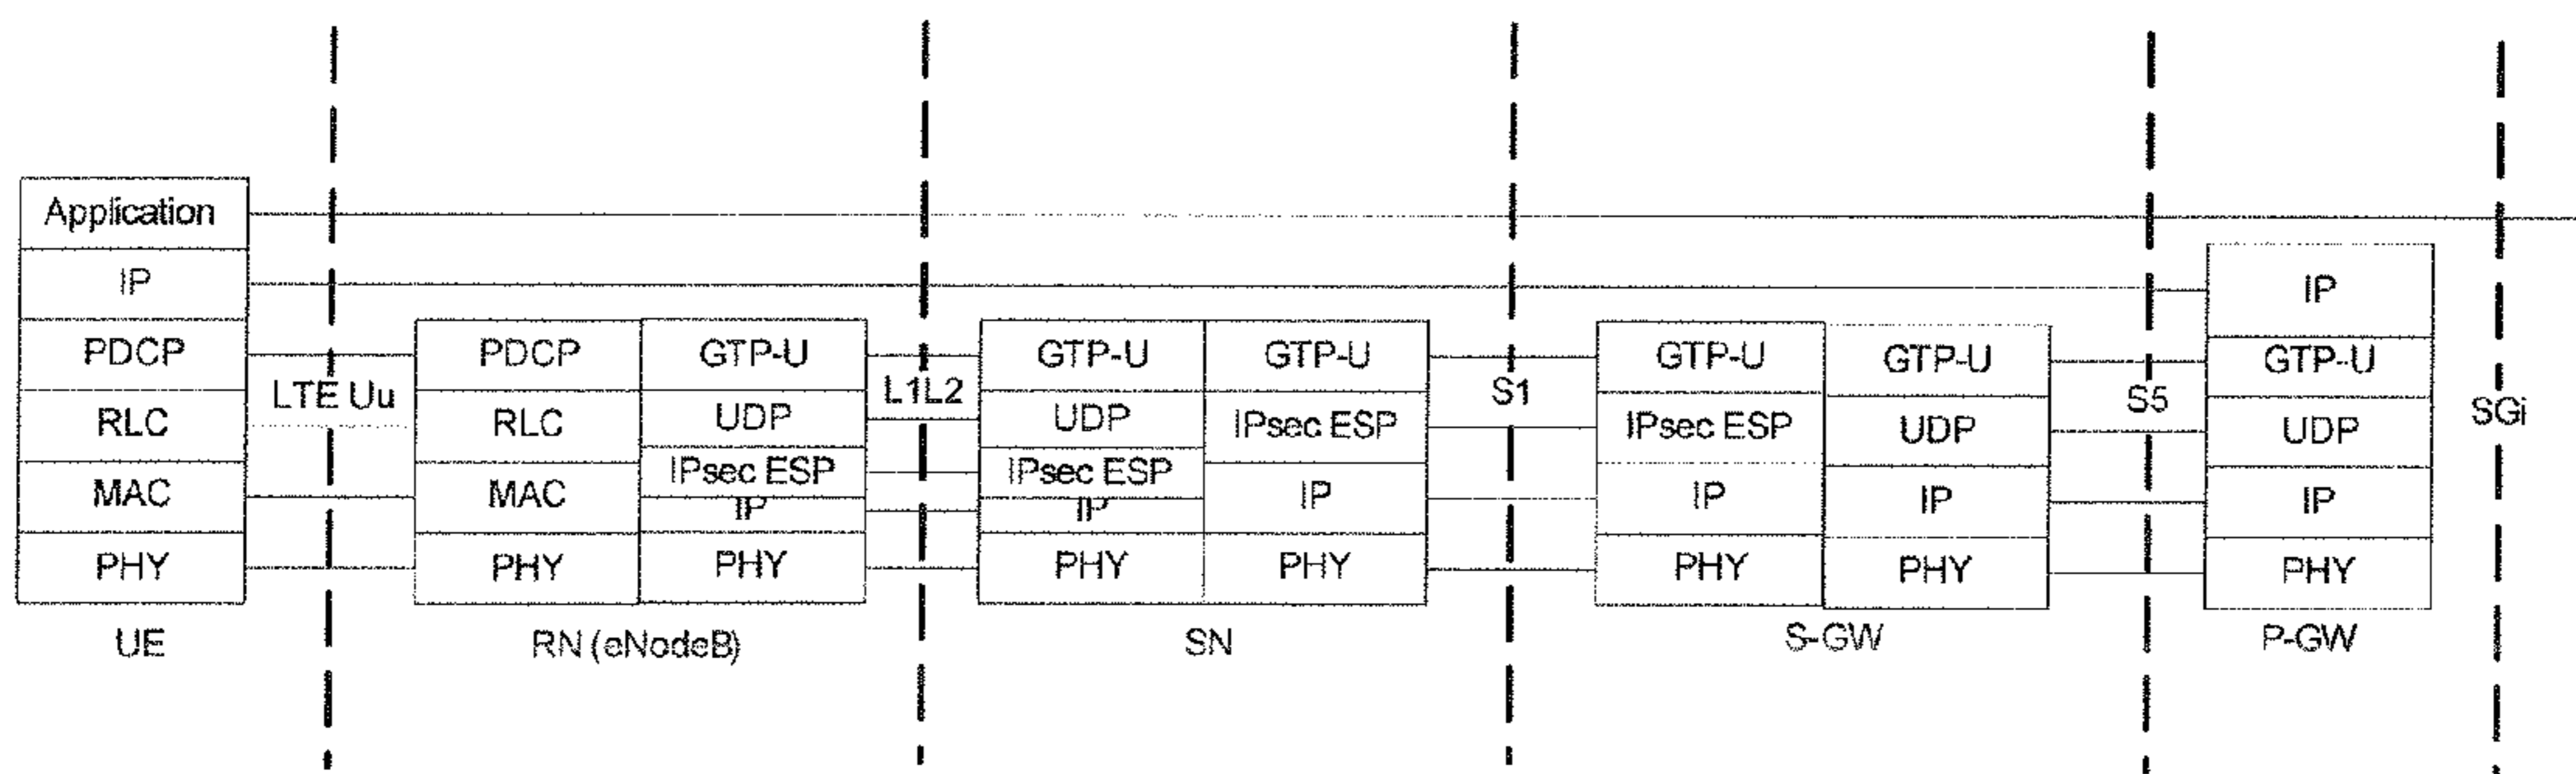 Application
IP
PDCP
RLC
MAC
PHY
UE
LTE Uu
PDCP
RLC
MAC
PHY
GTP-U
UDP
IPsec ESP
IP
PHY
RN (eNodeB)
L1L2
GTP-U
UDP
IPsec ESP
IP
PHY
GTP-U
IPsec ESP
IP
PHY
SN
S1
GTP-U
IPsec ESP
IP
PHY
GTP-U
UDP
IP
PHY
S-GW
S5
IP
GTP-U
UDP
IP
PHY
P-GW
SGi